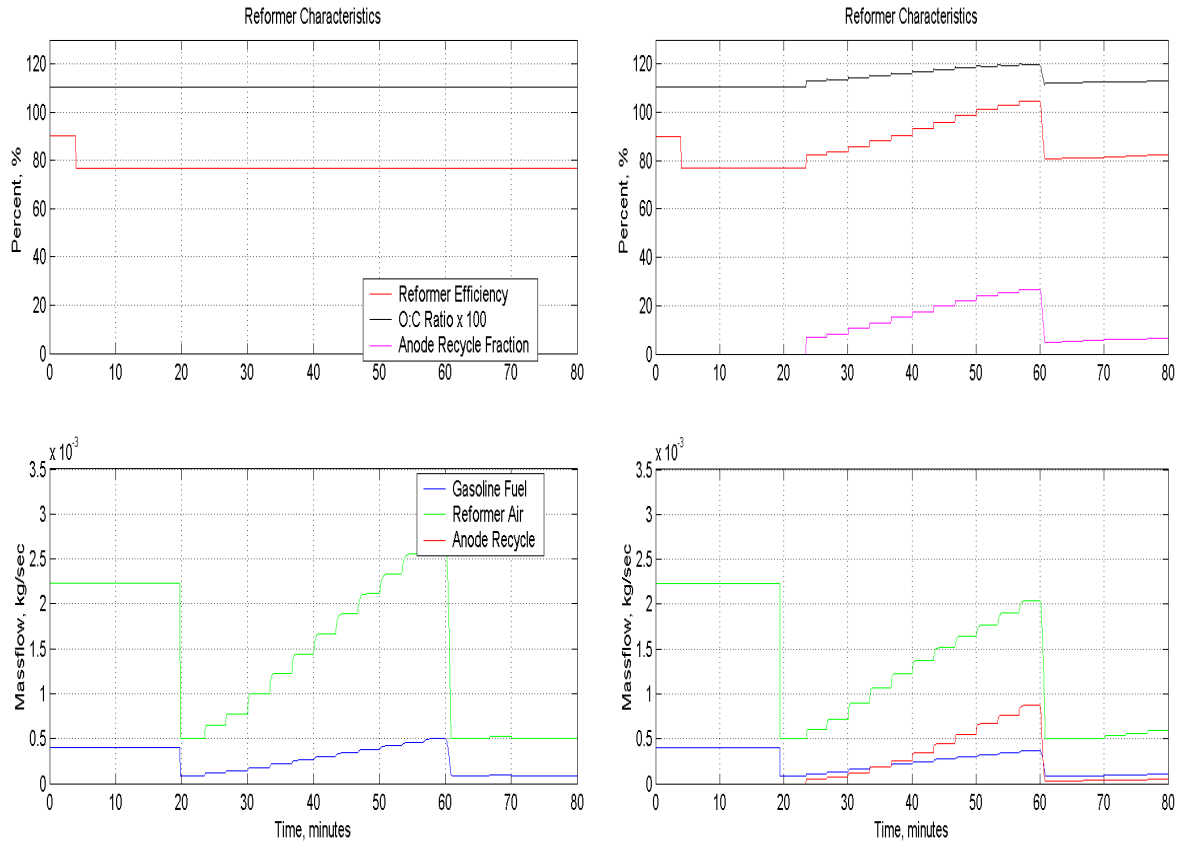 Reformer Characteristics
Percent, %
120
100
80
60
40
20
0
0 10 20 30 40 50 60 70 80
Reformer Efficiency
O:C Ratio x 100
Anode Recycle Fraction
Reformer Characteristics
Percent, %
120
100
80
60
40
20
0
0 10 20 30 40 50 60 70 80
x 10^-3
Massflow, kg/sec
3.5
3
2.5
2
1.5
1
0.5
0
0 10 20 30 40 50 60 70 80
Time, minutes
Gasoline Fuel
Reformer Air
Anode Recycle
x 10^-3
Massflow, kg/sec
3.5
3
2.5
2
1.5
1
0.5
0
0 10 20 30 40 50 60 70 80
Time, minutes